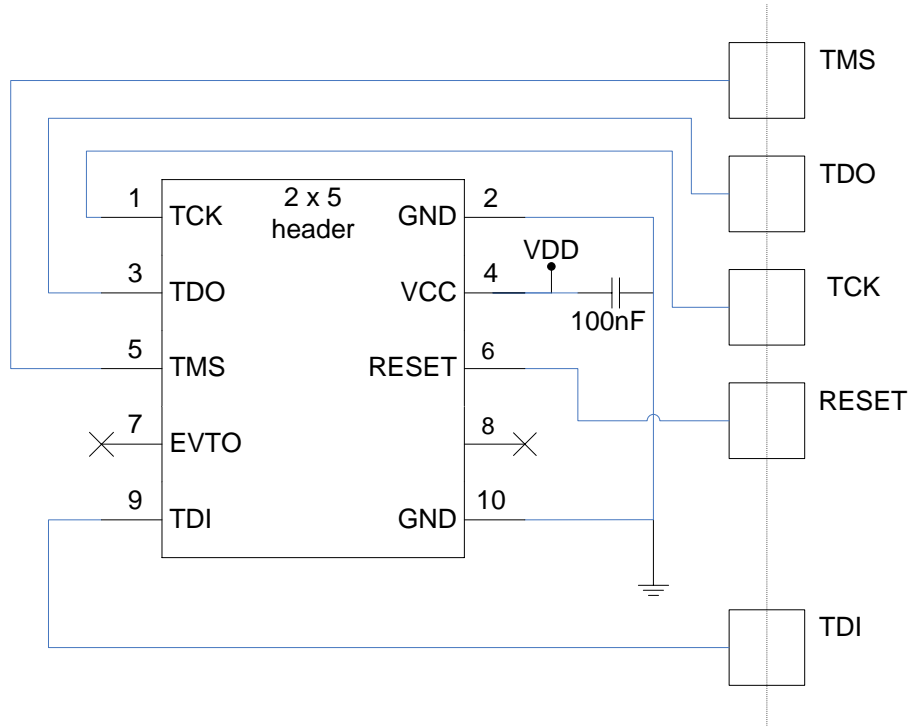 TMS
TDO
1
TCK
2 x 5
header
GND
2
VDD
3
TDO
VCC
4
100nF
TCK
5
TMS
RESET
6
RESET
7
EVTO
8
9
TDI
GND
10
TDI